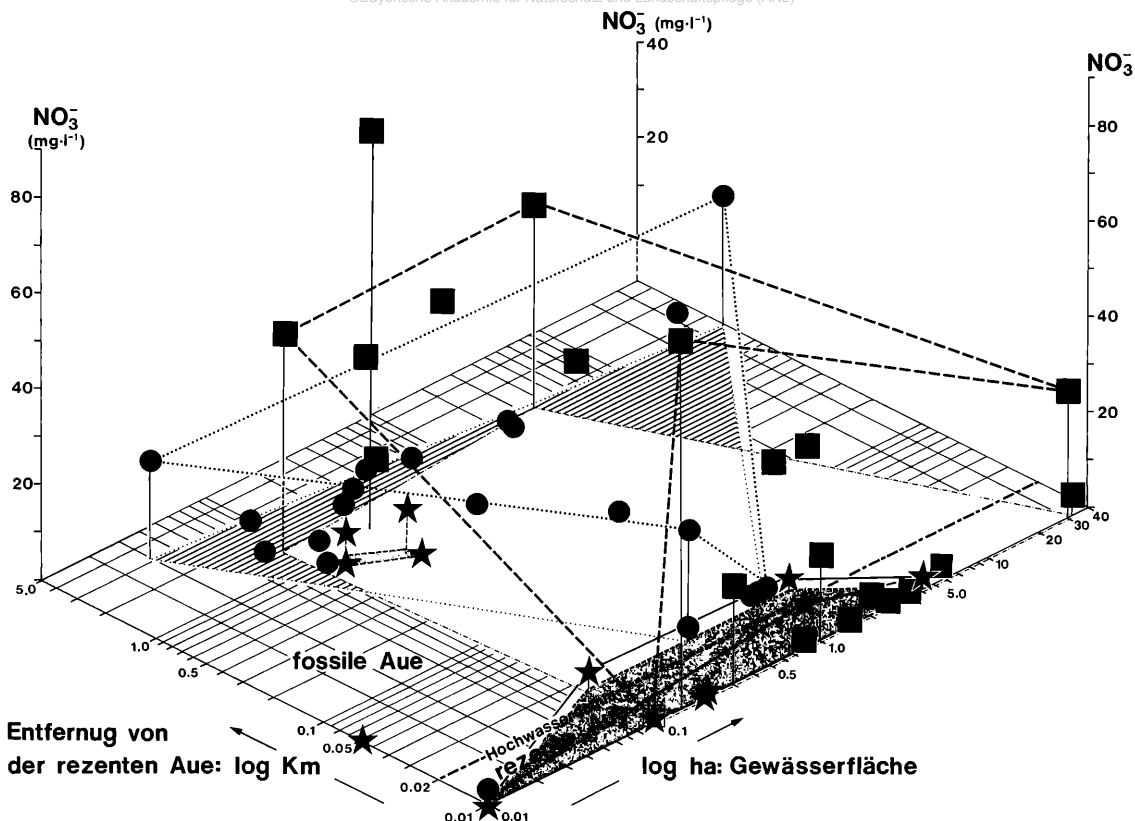 ©Bayerische Akademie für Naturschutz und Landschaftspflege (ANL)
NO₃⁻ (mg·l⁻¹)
40
20
NO₃⁻
80
60
40
20
NO₃⁻
(mg·l⁻¹)
80
60
40
20
5.0
1.0
0.5
0.1
0.05
0.02
0.01
0.01
0.1
0.5
1.0
5.0
10
20
30
40
fossile Aue
Hochwasser
Entfernug von
der rezenten Aue: log Km
log ha: Gewässerfläche